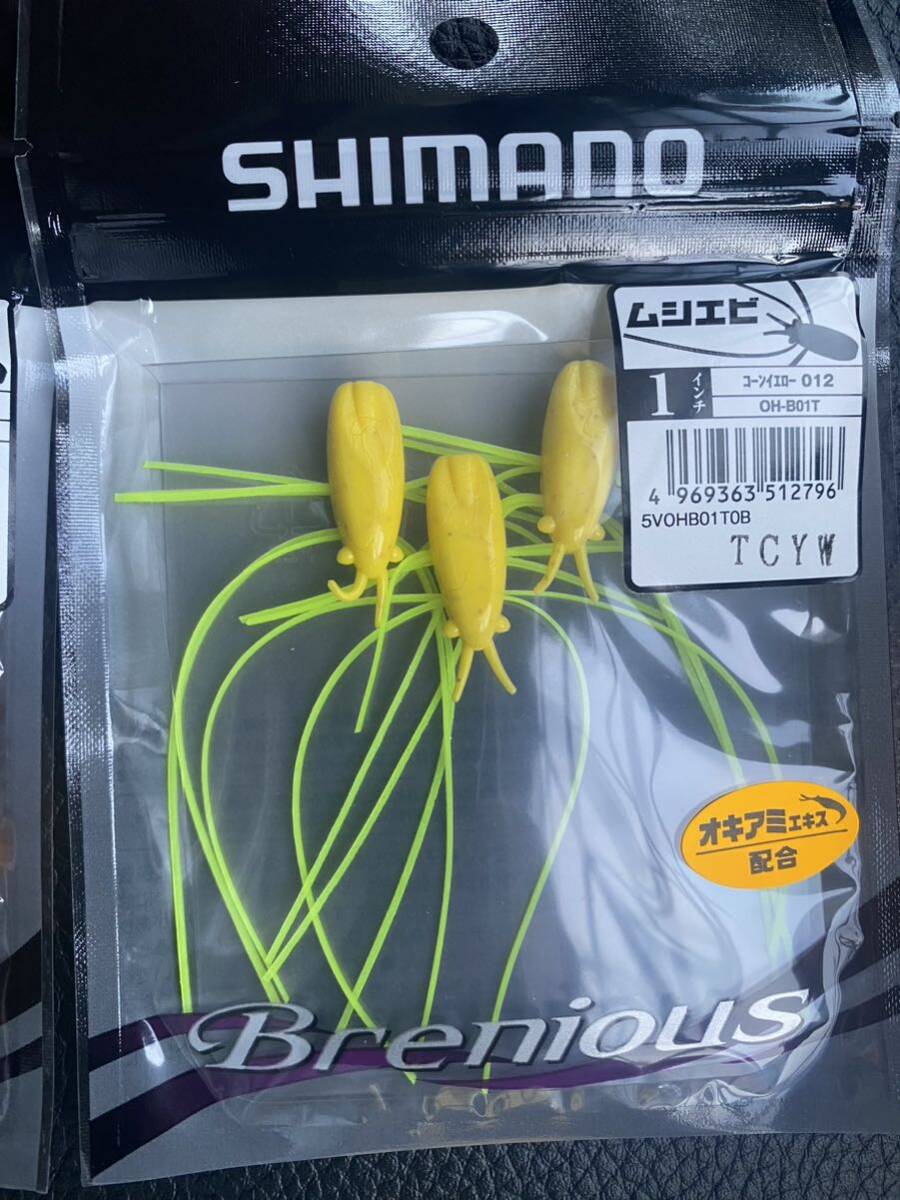 SHIMANO
ムシエビ
1インチ
コーンイエロー 012
OH-B01T
4 969363 512796
5VOHB01T0B
TCYW
オキアミエキス
配合
Brenious